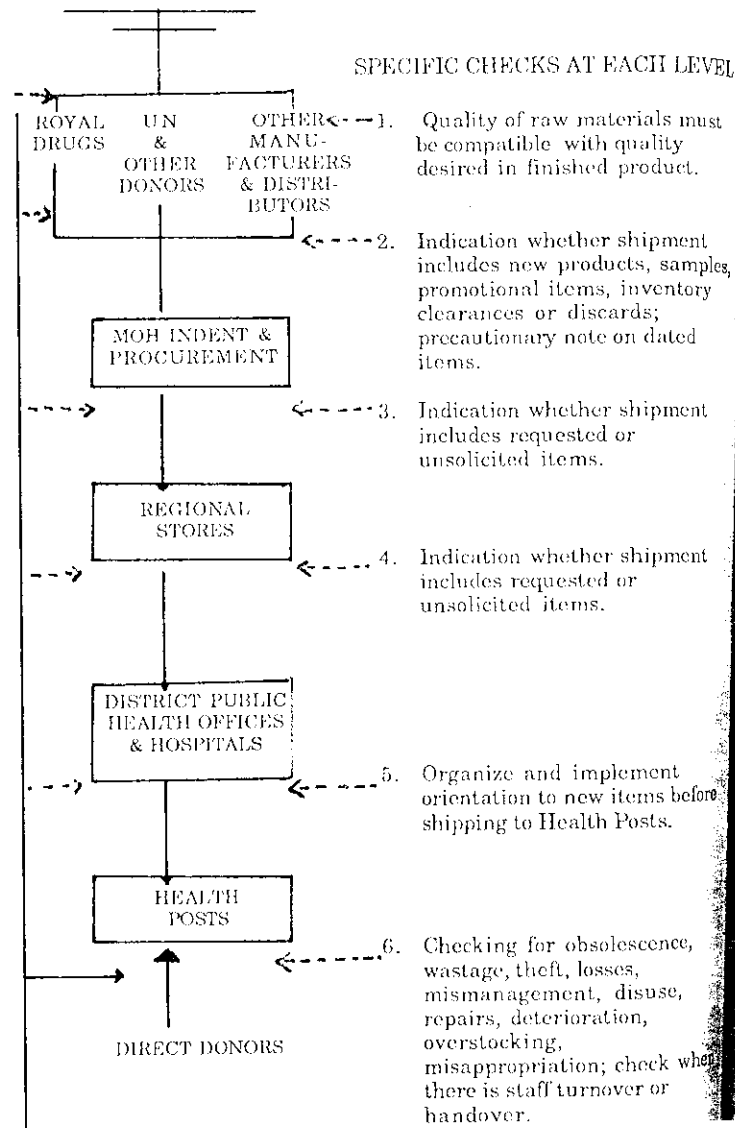 SPECIFIC CHECKS AT EACH LEVEL
ROYAL
DRUGS
UN
&
OTHER
DONORS
OTHER
MANU-
FACTURERS
& DISTRI-
BUTORS
1. Quality of raw materials must
be compatible with quality
desired in finished product.
2. Indication whether shipment
includes new products, samples,
promotional items, inventory
clearances or discards;
precautionary note on dated
items.
MOH INDENT &
PROCUREMENT
3. Indication whether shipment
includes requested or
unsolicited items.
REGIONAL
STORES
4. Indication whether shipment
includes requested or
unsolicited items.
DISTRICT PUBLIC
HEALTH OFFICES
& HOSPITALS
5. Organize and implement
orientation to new items before
shipping to Health Posts.
HEALTH
POSTS
6. Checking for obsolescence,
wastage, theft, losses,
mismanagement, disuse,
repairs, deterioration,
overstocking,
misappropriation; check when
there is staff turnover or
handover.
DIRECT DONORS